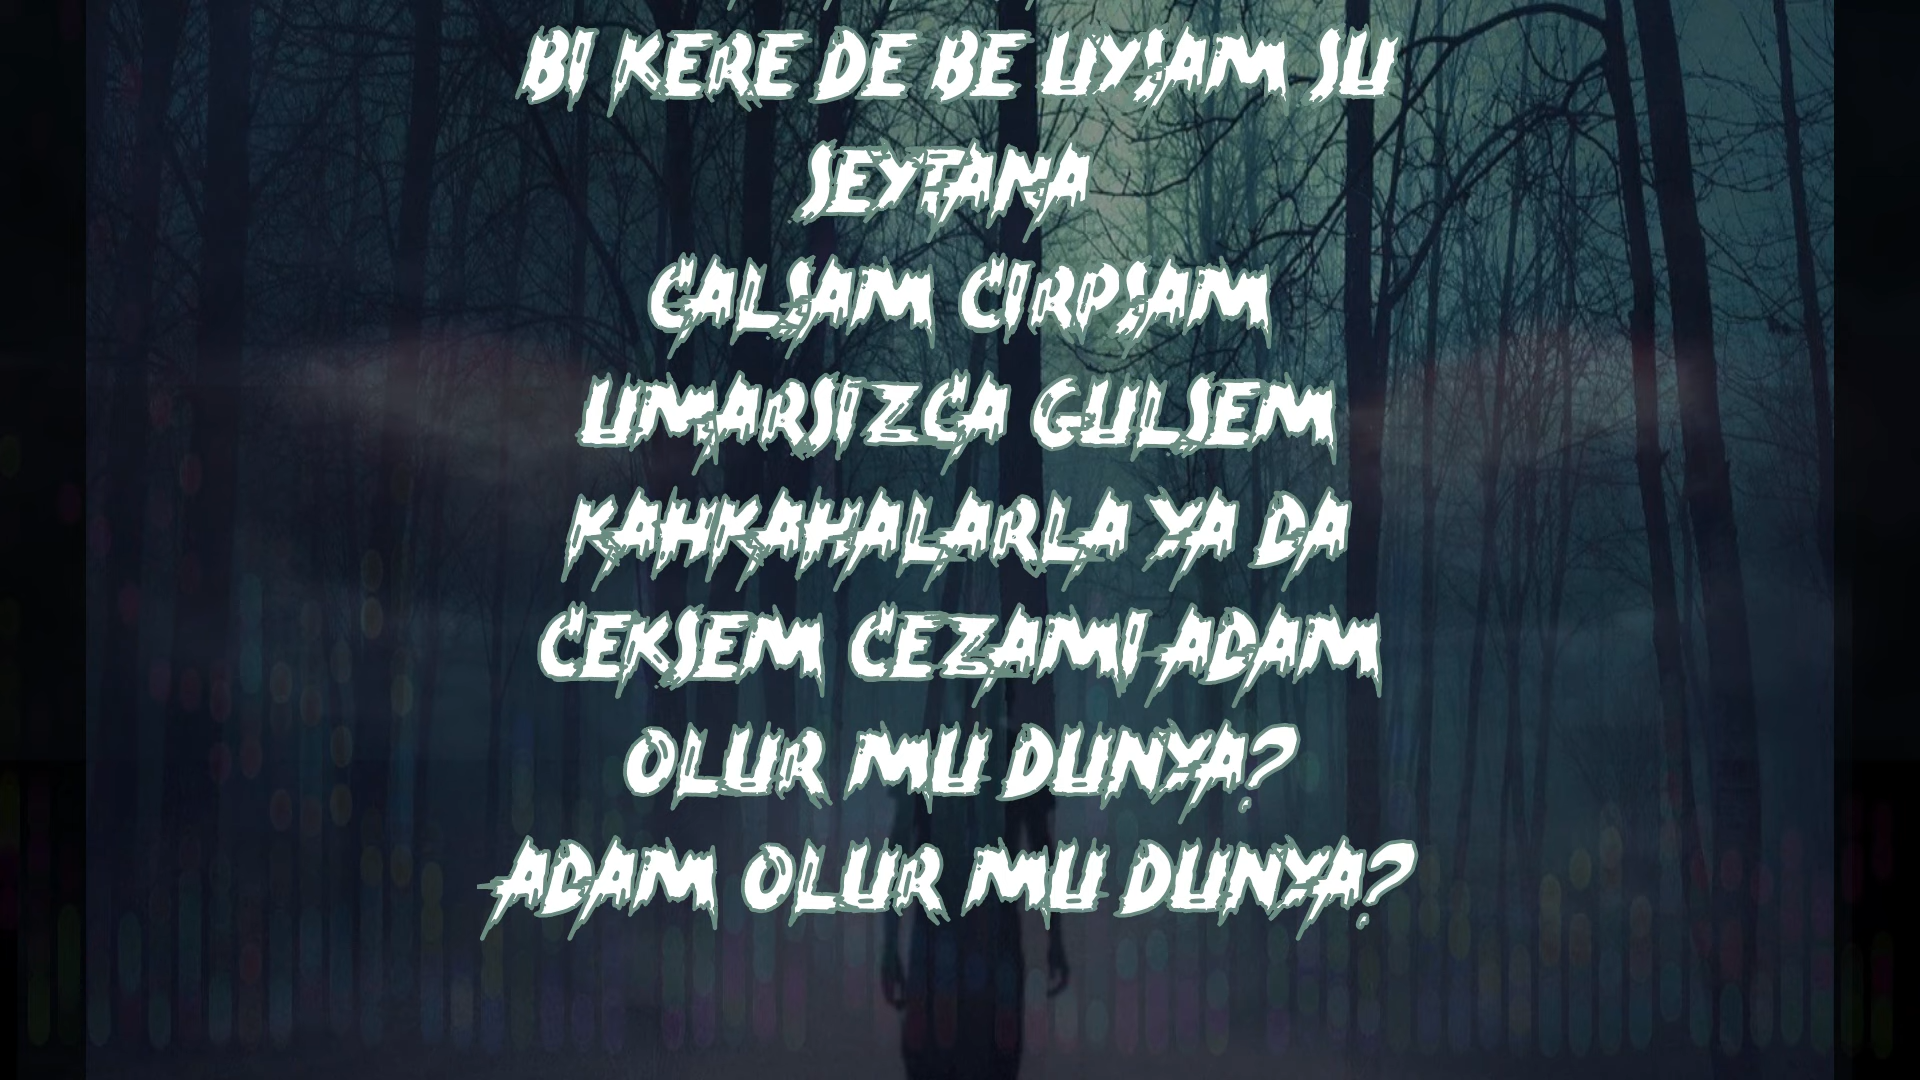 BI KERE DE BE UYSAM SU
SEYTANA
CALSAM CIRPSAM
UMARSIZCA GULSEM
KAHKAHALARLA YA DA
CEKSEM CEZAMI ADAM
OLUR MU DUNYA?
ADAM OLUR MU DUNYA?